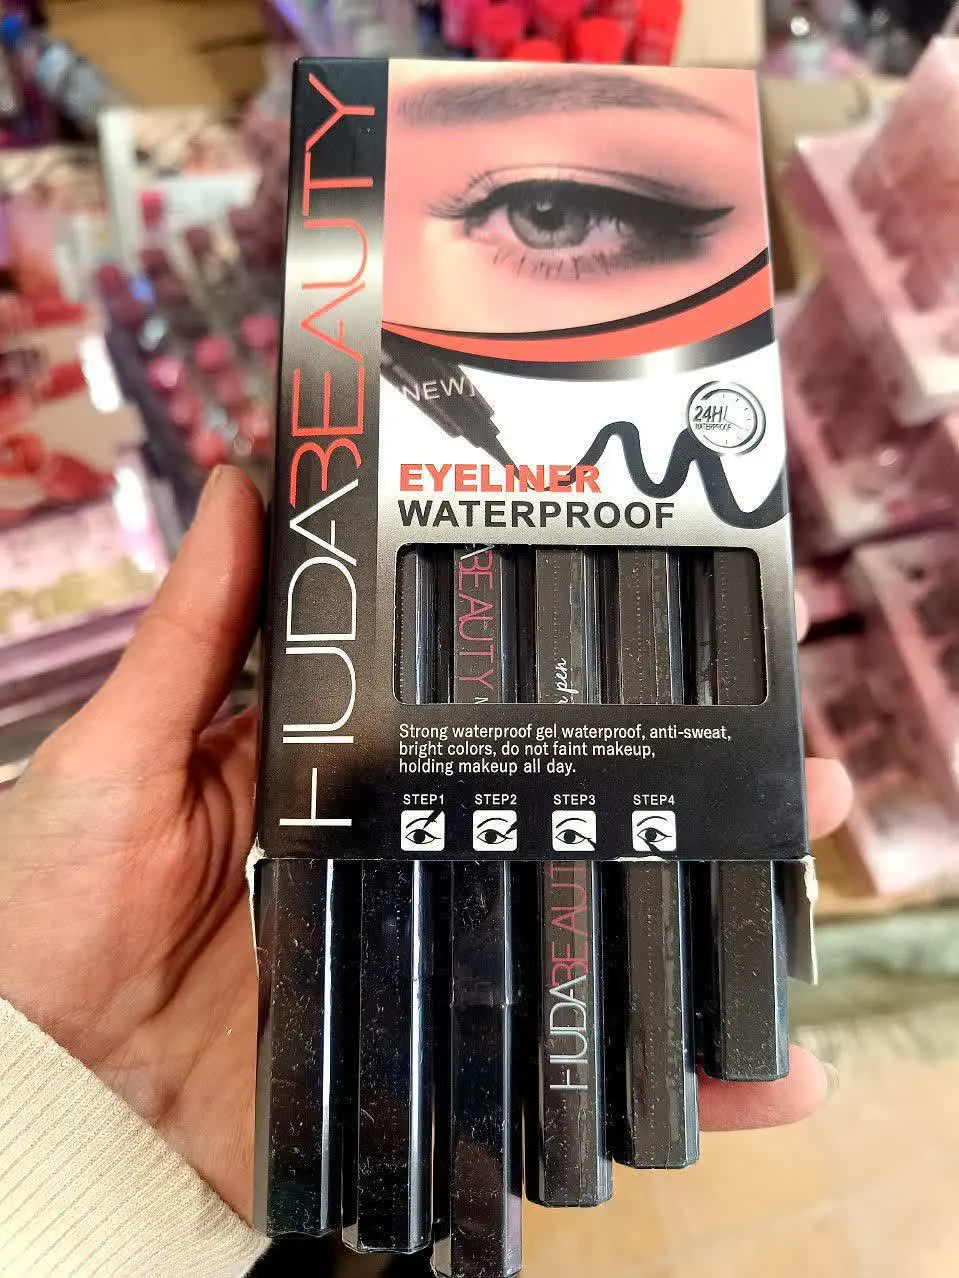 HUDABEAUTY
NEW
24H
WATERPROOF
EYELINER
WATERPROOF
BEAUTY
pen
Strong waterproof gel waterproof, anti-sweat,
bright colors, do not faint makeup,
holding makeup all day.
STEP1 STEP2 STEP3 STEP4
HUDABEAUT